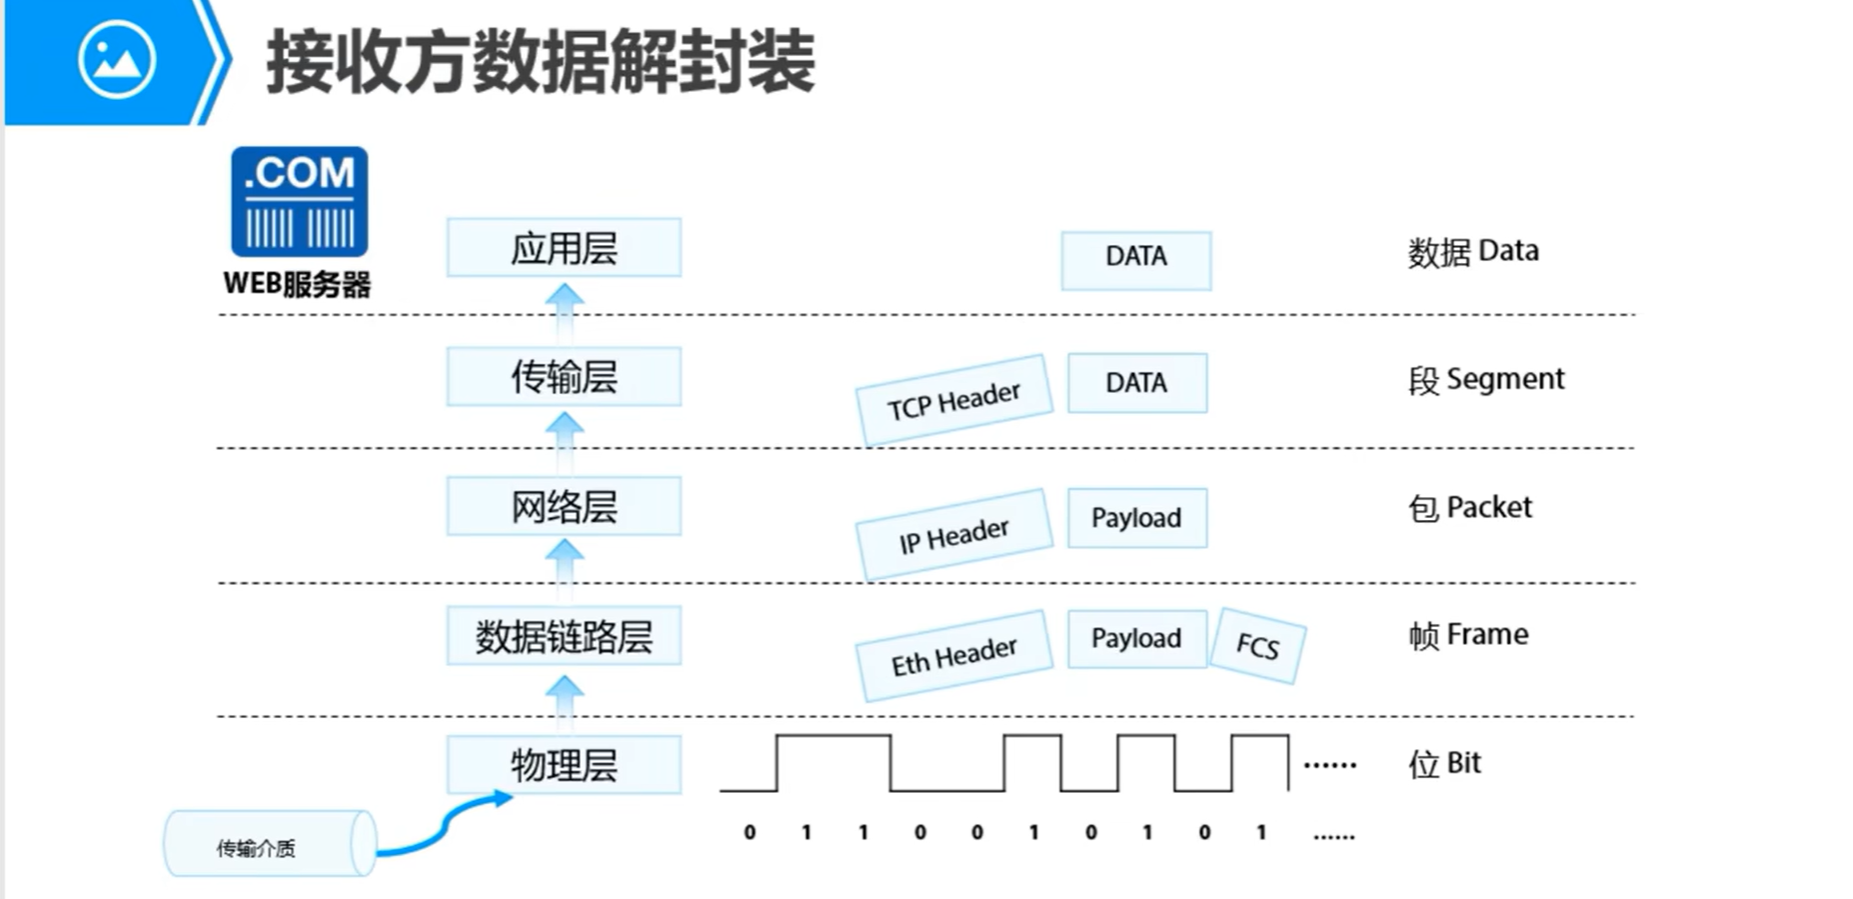 接收方数据解封装
.COM
WEB服务器
应用层
DATA
数据 Data
传输层
TCP Header
DATA
段 Segment
网络层
IP Header
Payload
包 Packet
数据链路层
Eth Header
Payload
FCS
帧 Frame
物理层
······
位 Bit
0 1 1 0 0 1 0 1 0 1 ......
传输介质